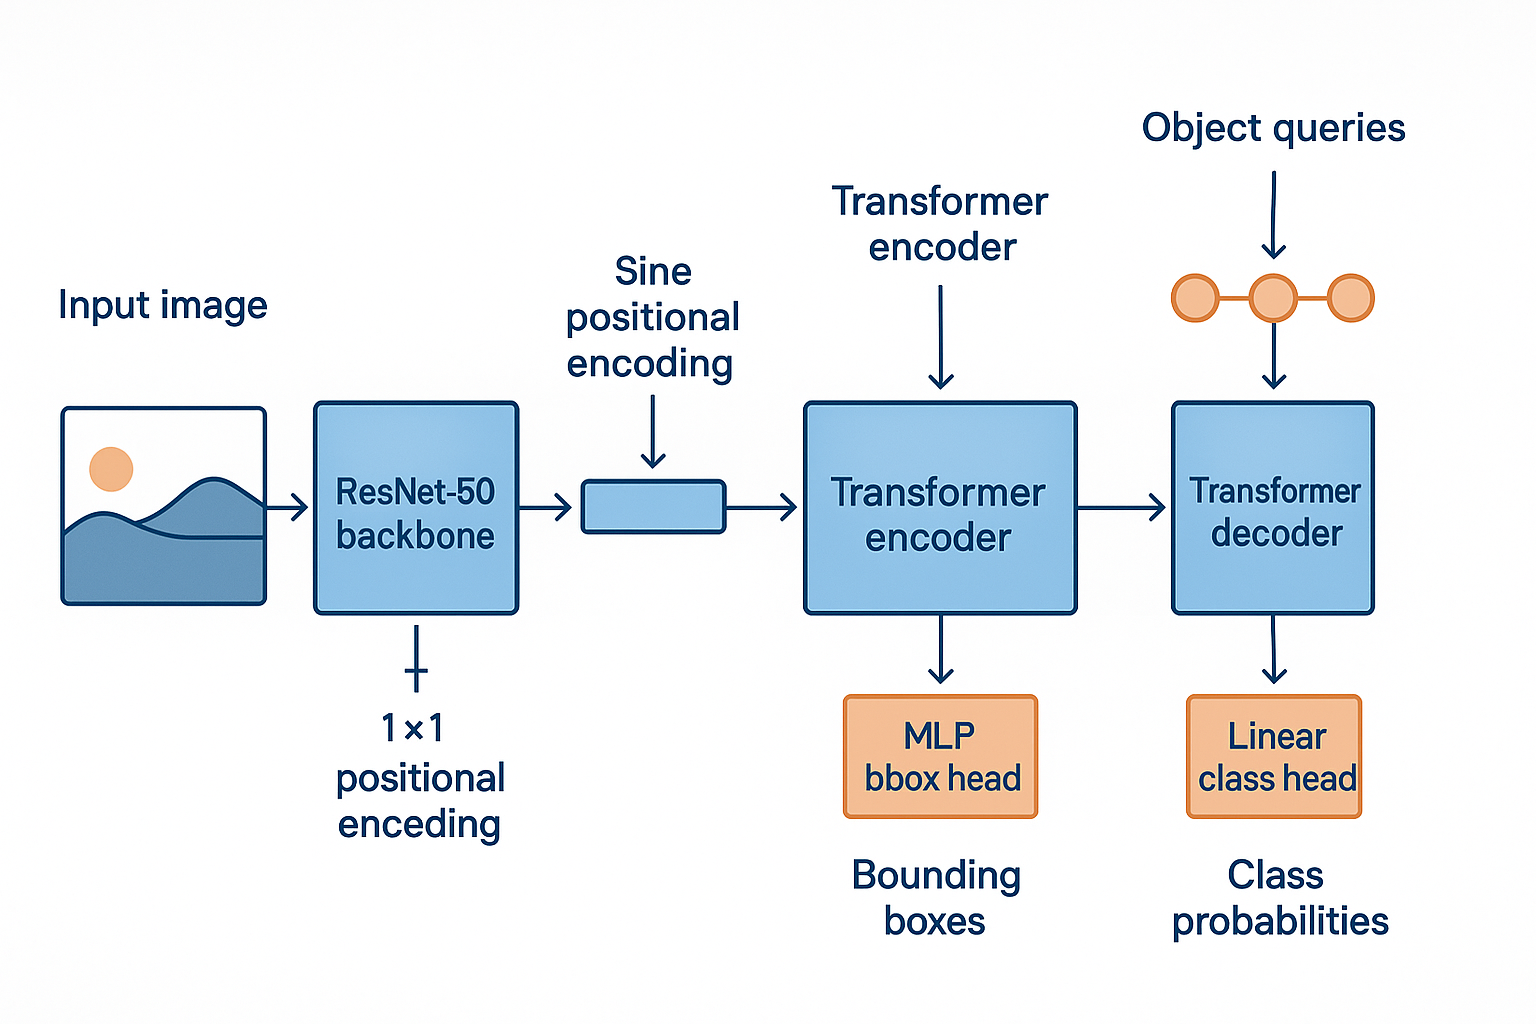 Input image
ResNet-50
backbone
1×1
positional
enceding
Sine
positional
encoding
Transformer
encoder
Transformer
encoder
MLP
bbox head
Bounding
boxes
Object queries
Transformer
decoder
Linear
class head
Class
probabilities